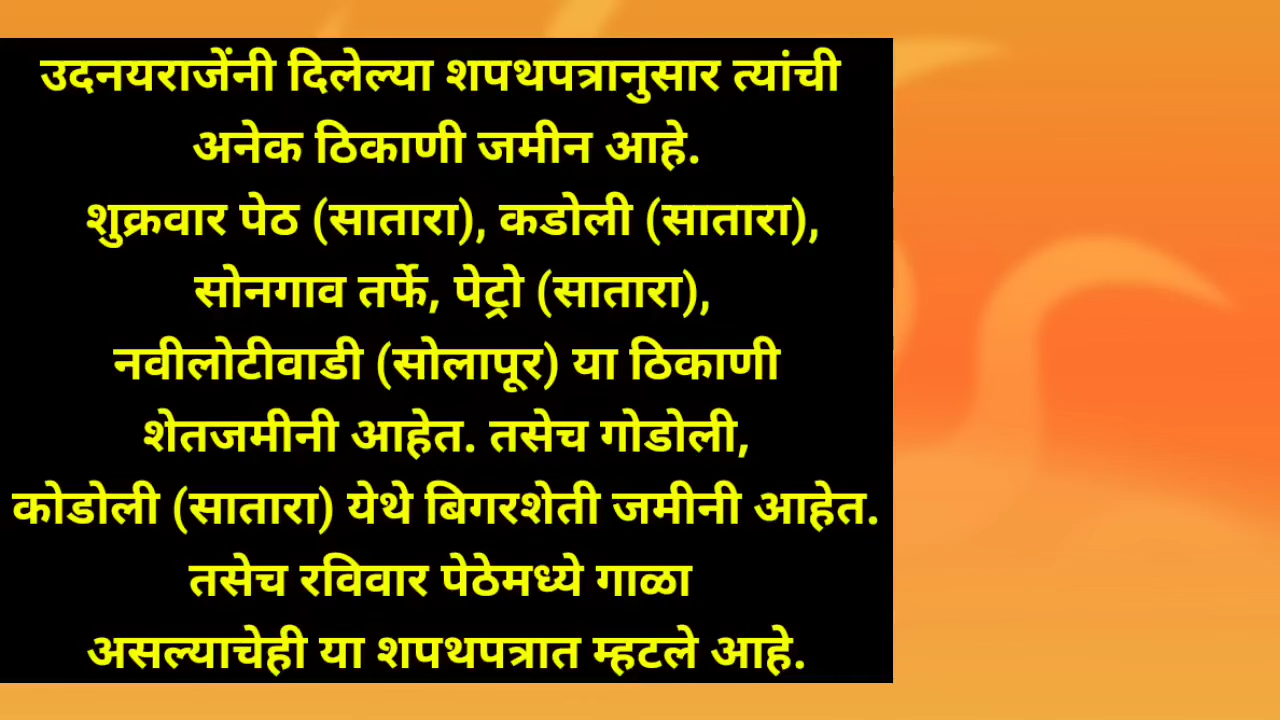 उदनयराजेंनी दिलेल्या शपथपत्रानुसार त्यांची
अनेक ठिकाणी जमीन आहे.
शुक्रवार पेठ (सातारा), कडोली (सातारा),
सोनगाव तर्फे, पेट्रो (सातारा),
नवीलोटीवाडी (सोलापूर) या ठिकाणी
शेतजमीनी आहेत. तसेच गोडोली,
कोडोली (सातारा) येथे बिगरशेती जमीनी आहेत.
तसेच रविवार पेठेमध्ये गाळा
असल्याचेही या शपथपत्रात म्हटले आहे.